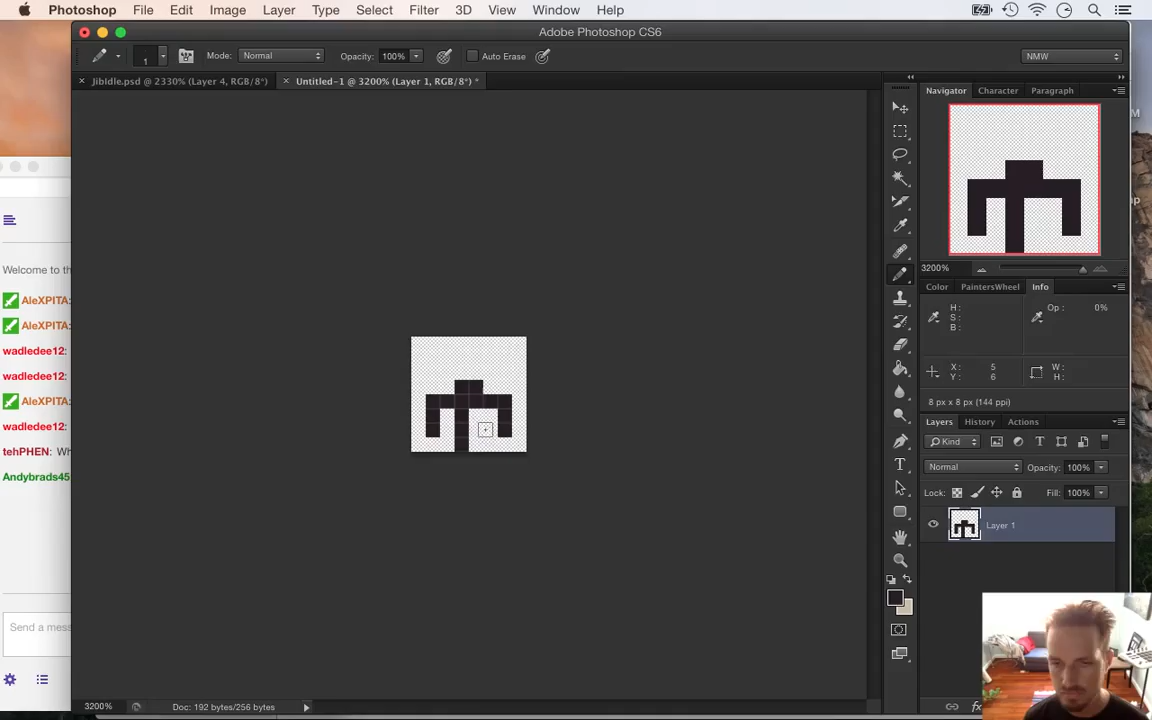 Photoshop File Edit Image Layer Type Select Filter 3D View Window Help
Adobe Photoshop CS6
1 Mode: Normal Opacity: 100% Auto Erase NMW
JibIdle.psd @ 2330% (Layer 4, RGB/8*) Untitled-1 @ 3200% (Layer 1, RGB/8*) *
Navigator Character Paragraph
3200%
Color PaintersWheel Info
H:
S:
B:
Op: 0%
X: 5
Y: 6
W:
H:
8 px x 8 px (144 ppi)
Layers History Actions
Kind
Normal Opacity: 100%
Lock: Fill: 100%
Layer 1
fx
Welcome to th
AleXPITA:
AleXPITA:
wadledee12:
wadledee12:
AleXPITA:
wadledee12:
tehPHEN: Wh
Andybrads45
Send a mess
3200% Doc: 192 bytes/256 bytes